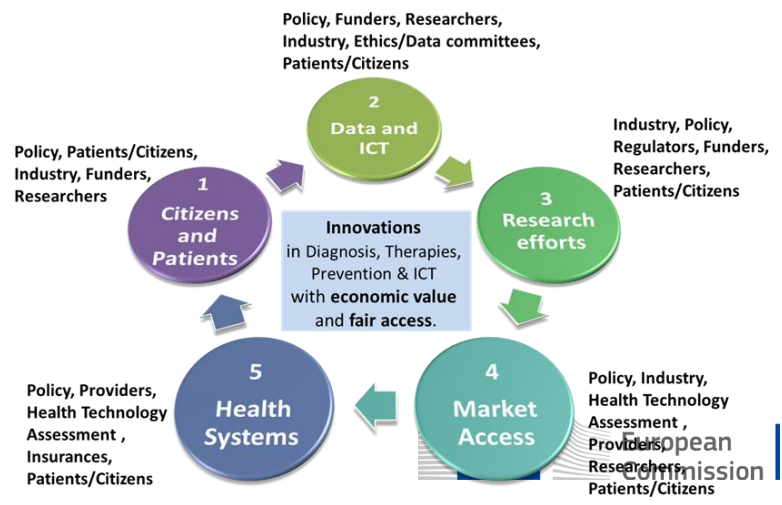 Policy, Funders, Researchers,
Industry, Ethics/Data committees,
Patients/Citizens
2
Data and
ICT
Industry, Policy,
Regulators, Funders,
Researchers,
Patients/Citizens
Policy, Patients/Citizens,
Industry, Funders,
Researchers
1
Citizens
and
Patients
3
Research
efforts
Innovations
in Diagnosis, Therapies,
Prevention & ICT
with economic value
and fair access.
5
Health
Systems
4
Market
Access
Policy, Providers,
Health Technology
Assessment ,
Insurances,
Patients/Citizens
Policy, Industry,
Health Technology
Assessment ,
Providers,
Researchers,
Patients/Citizens
European
Commission